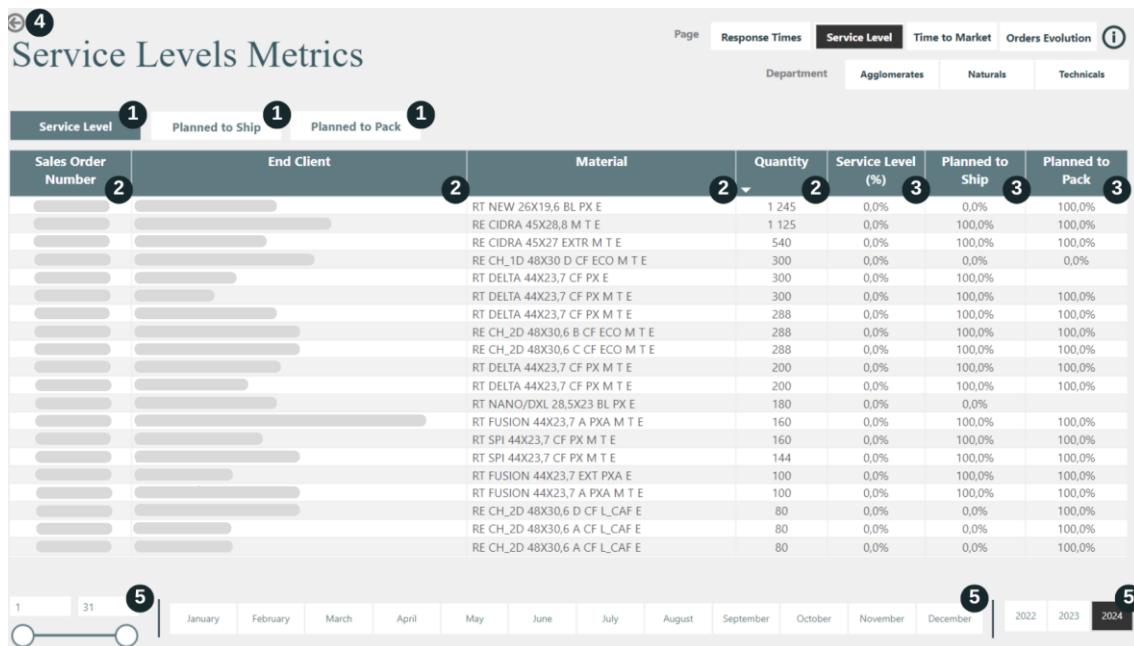 4
Service Levels Metrics
Page Response Times Service Level Time to Market Orders Evolution i
Department Agglomerates Naturals Technicals
Service Level 1 Planned to Ship 1 Planned to Pack 1
Sales Order Number 2 End Client 2 Material 2 Quantity 2 Service Level (%) 3 Planned to Ship 3 Planned to Pack 3
RT NEW 26X19,6 BL PX E 1 245 0,0% 0,0% 100,0%
RE CIDRA 45X28,8 M T E 1 125 0,0% 100,0% 100,0%
RE CIDRA 45X27 EXTR M T E 540 0,0% 100,0% 100,0%
RE CH_1D 48X30 D CF ECO M T E 300 0,0% 0,0% 0,0%
RT DELTA 44X23,7 CF PX E 300 0,0% 100,0%
RT DELTA 44X23,7 CF PX M T E 300 0,0% 100,0% 100,0%
RT DELTA 44X23,7 CF PX M T E 288 0,0% 100,0% 100,0%
RE CH_2D 48X30,6 B CF ECO M T E 288 0,0% 100,0% 100,0%
RE CH_2D 48X30,6 C CF ECO M T E 288 0,0% 100,0% 100,0%
RT DELTA 44X23,7 CF PX M T E 200 0,0% 100,0% 100,0%
RT DELTA 44X23,7 CF PX M T E 200 0,0% 100,0% 100,0%
RT NANO/DXL 28,5X23 BL PX E 180 0,0% 0,0%
RT FUSION 44X23,7 A PXA M T E 160 0,0% 100,0% 100,0%
RT SPI 44X23,7 CF PX M T E 160 0,0% 100,0% 100,0%
RT SPI 44X23,7 CF PX M T E 144 0,0% 100,0% 100,0%
RT FUSION 44X23,7 EXT PXA E 100 0,0% 100,0% 100,0%
RT FUSION 44X23,7 A PXA M T E 100 0,0% 100,0% 100,0%
RE CH_2D 48X30,6 D CF L_CAF E 80 0,0% 0,0% 100,0%
RE CH_2D 48X30,6 A CF L_CAF E 80 0,0% 0,0% 100,0%
RE CH_2D 48X30,6 A CF L_CAF E 80 0,0% 0,0% 100,0%
1 31 5 January February March April May June July August September October November December 5 2022 2023 2024 5